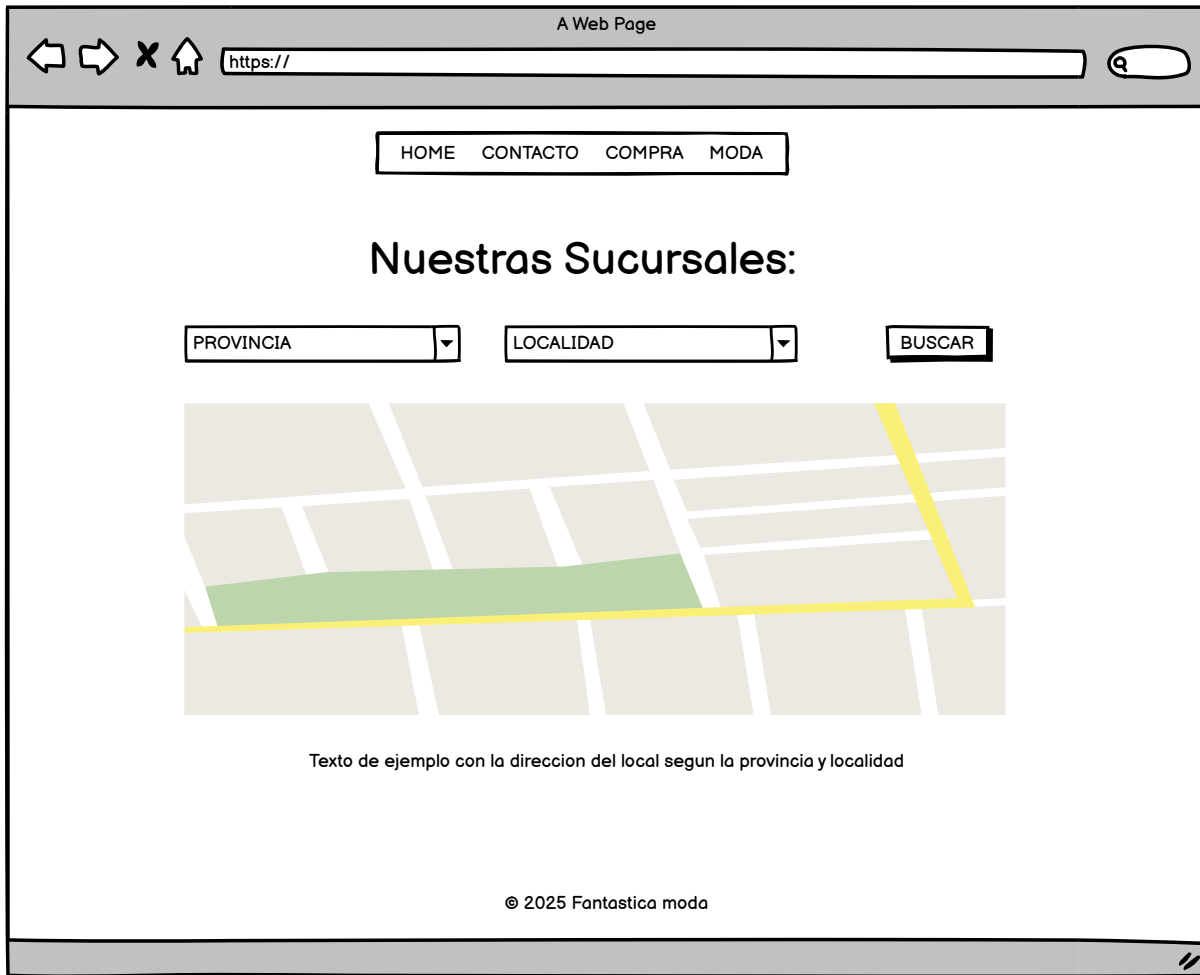 A Web Page
https://
HOME CONTACTO COMPRA MODA
Nuestras Sucursales:
PROVINCIA LOCALIDAD BUSCAR
Texto de ejemplo con la direccion del local segun la provincia y localidad
© 2025 Fantastica moda